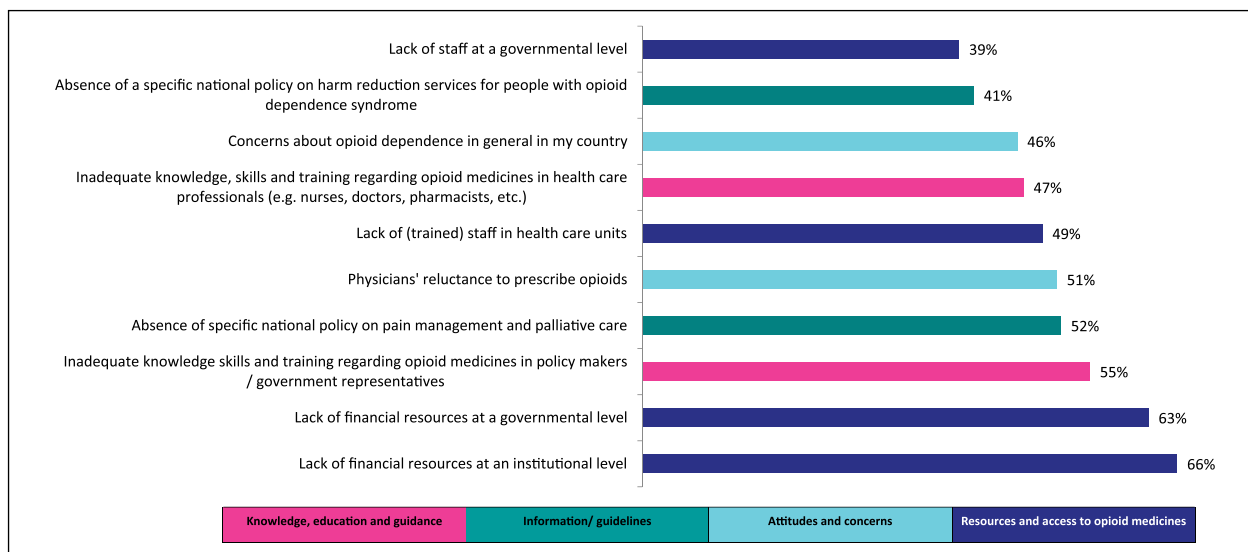 Lack of staff at a governmental level
39%
Absence of a specific national policy on harm reduction services for people with opioid
dependence syndrome
41%
Concerns about opioid dependence in general in my country
46%
Inadequate knowledge, skills and training regarding opioid medicines in health care
professionals (e.g. nurses, doctors, pharmacists, etc.)
47%
Lack of (trained) staff in health care units
49%
Physicians' reluctance to prescribe opioids
51%
Absence of specific national policy on pain management and palliative care
52%
Inadequate knowledge skills and training regarding opioid medicines in policy makers
/ government representatives
55%
Lack of financial resources at a governmental level
63%
Lack of financial resources at an institutional level
66%
Knowledge, education and guidance
Information/ guidelines
Attitudes and concerns
Resources and access to opioid medicines